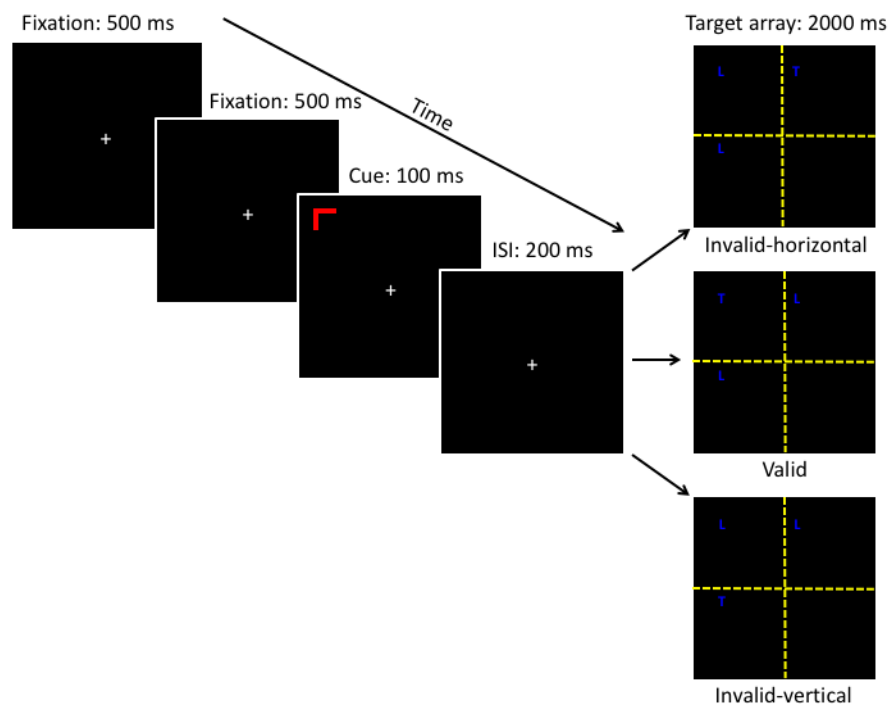 Fixation: 500 ms
Fixation: 500 ms
Cue: 100 ms
ISI: 200 ms
Time
Target array: 2000 ms
L T
L
Invalid-horizontal
T L
L
Valid
L L
T
Invalid-vertical